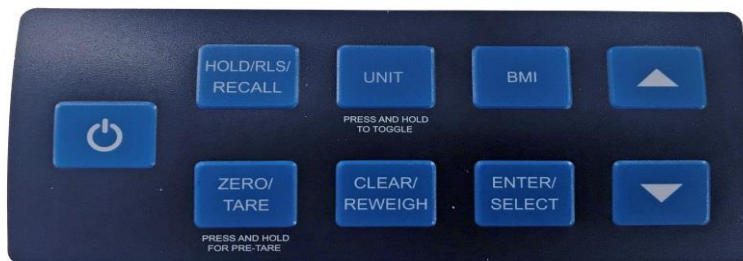 HOLD/RLS/
RECALL
UNIT
PRESS AND HOLD
TO TOGGLE
BMI
ZERO/
TARE
PRESS AND HOLD
FOR PRE-TARE
CLEAR/
REWEIGH
ENTER/
SELECT